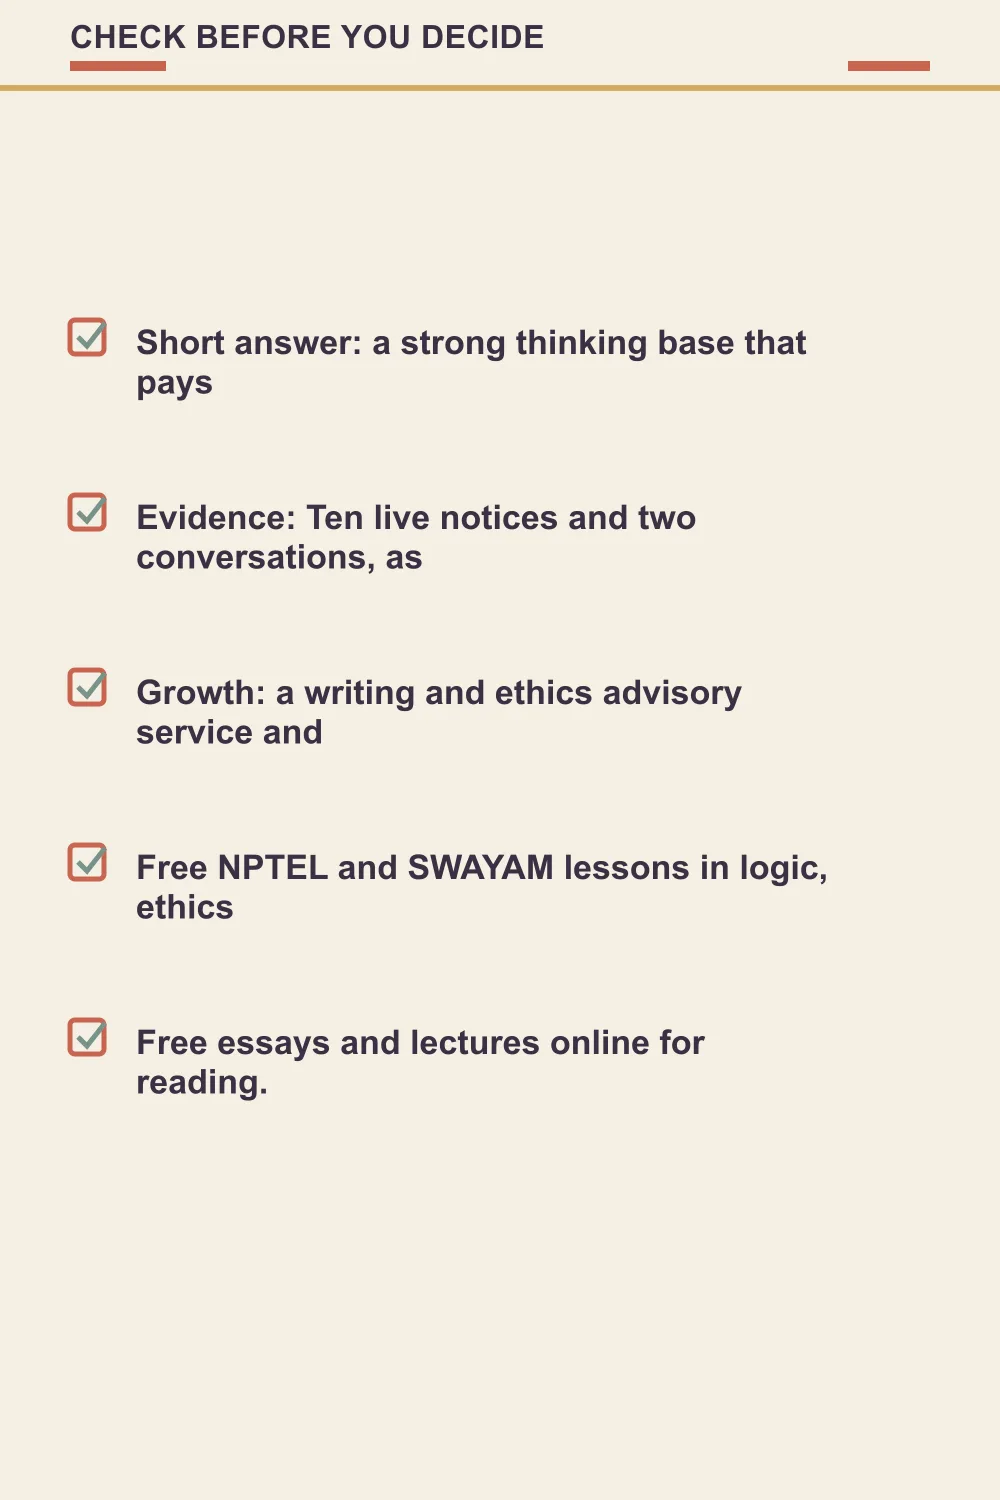 CHECK BEFORE YOU DECIDE
Short answer: a strong thinking base that
pays
Evidence: Ten live notices and two
conversations, as
Growth: a writing and ethics advisory
service and
Free NPTEL and SWAYAM lessons in logic,
ethics
Free essays and lectures online for
reading.